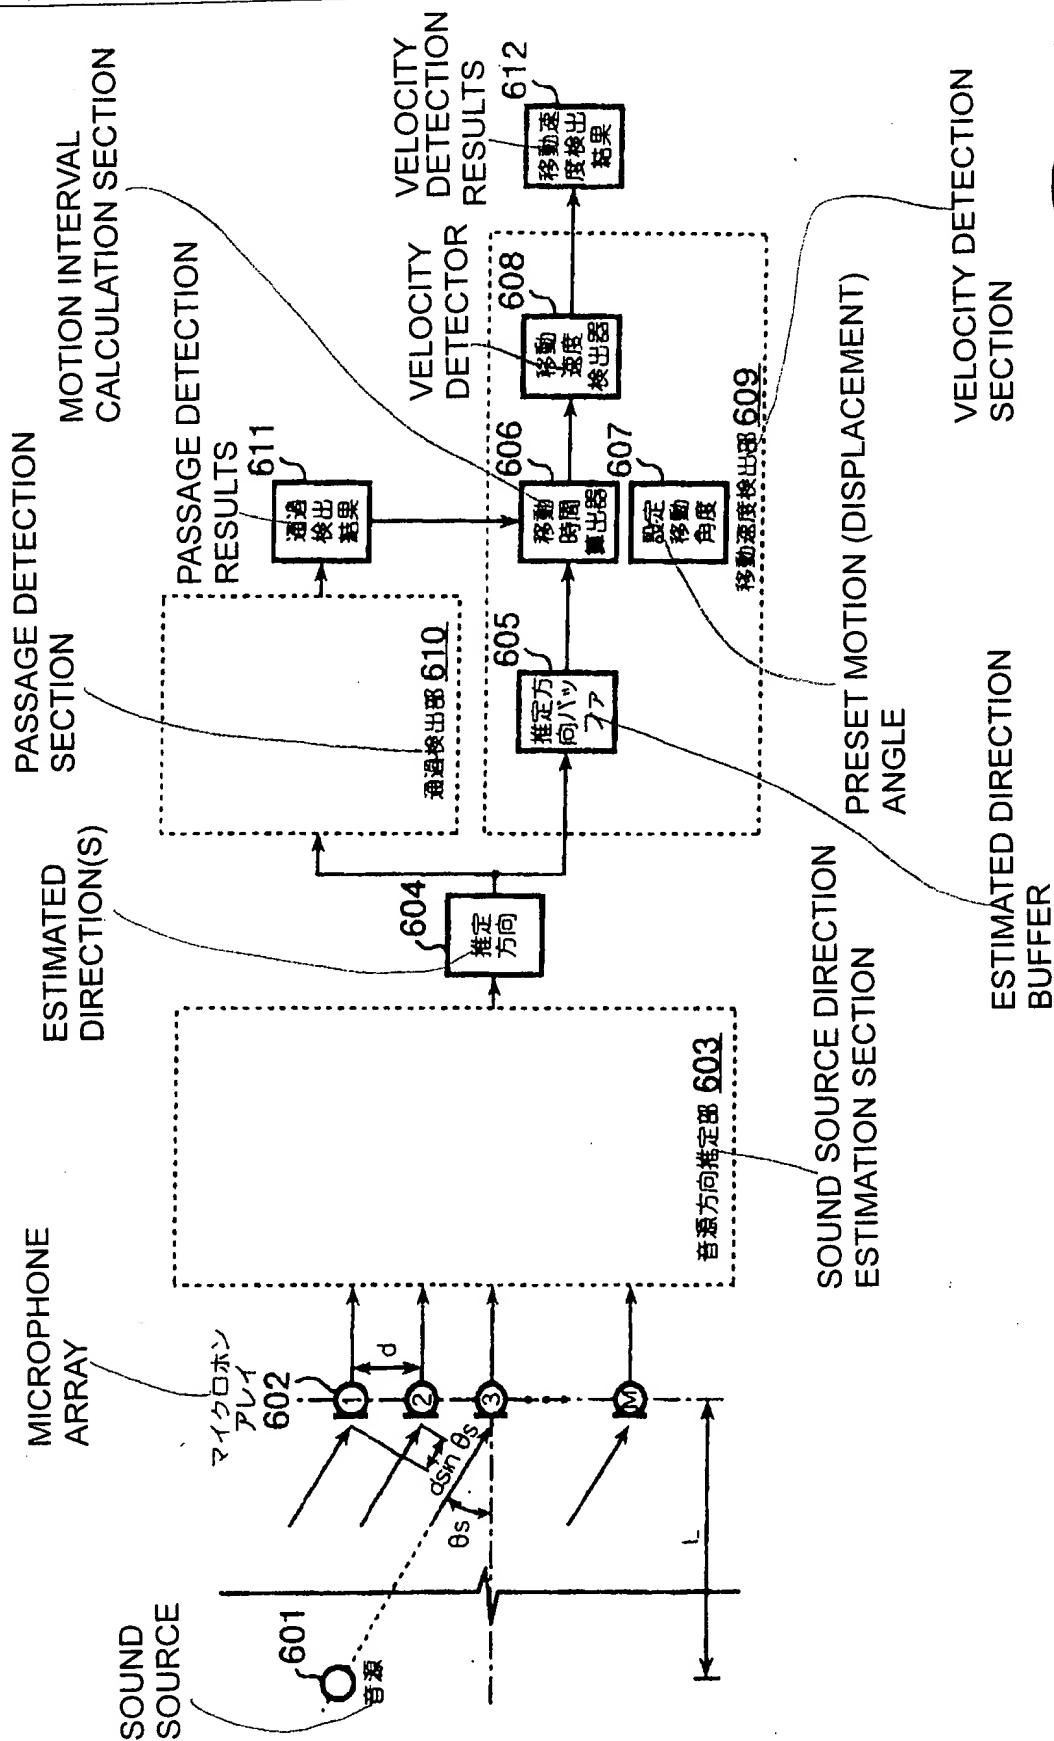 SOUND
SOURCE
601
音源
MICROPHONE
ARRAY
マイクロホン
アレイ
602
1
2
3
M
d
dsin θs
θs
L
音源方向推定部 603
SOUND SOURCE DIRECTION
ESTIMATION SECTION
ESTIMATED
DIRECTION(S)
604
推定
方向
PASSAGE DETECTION
SECTION
通過検出部 610
PASSAGE DETECTION
RESULTS
611
通過
検出
結果
MOTION INTERVAL
CALCULATION SECTION
605
推定方
向バッ
ファ
606
移動
時間
算出器
607
設定
移動
角度
VELOCITY
DETECTOR
608
移動
速度
検出器
移動速度検出部 609
VELOCITY
DETECTION
RESULTS
612
移動速
度検出
結果
ESTIMATED DIRECTION
BUFFER
PRESET MOTION (DISPLACEMENT)
ANGLE
VELOCITY DETECTION
SECTION